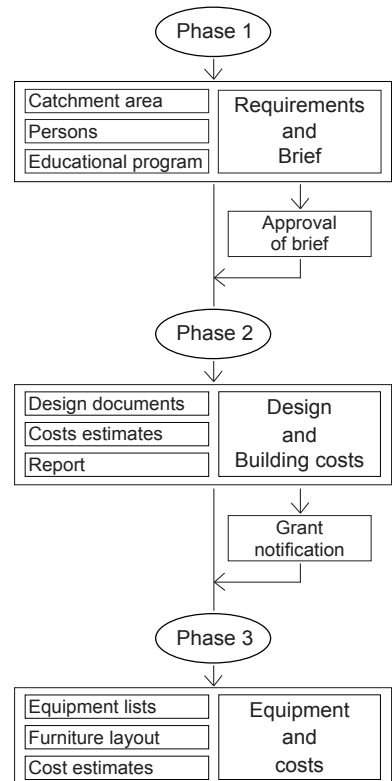 Phase 1
Catchment area
Persons
Educational program
Requirements
and
Brief
Approval
of brief
Phase 2
Design documents
Costs estimates
Report
Design
and
Building costs
Grant
notification
Phase 3
Equipment lists
Furniture layout
Cost estimates
Equipment
and
costs